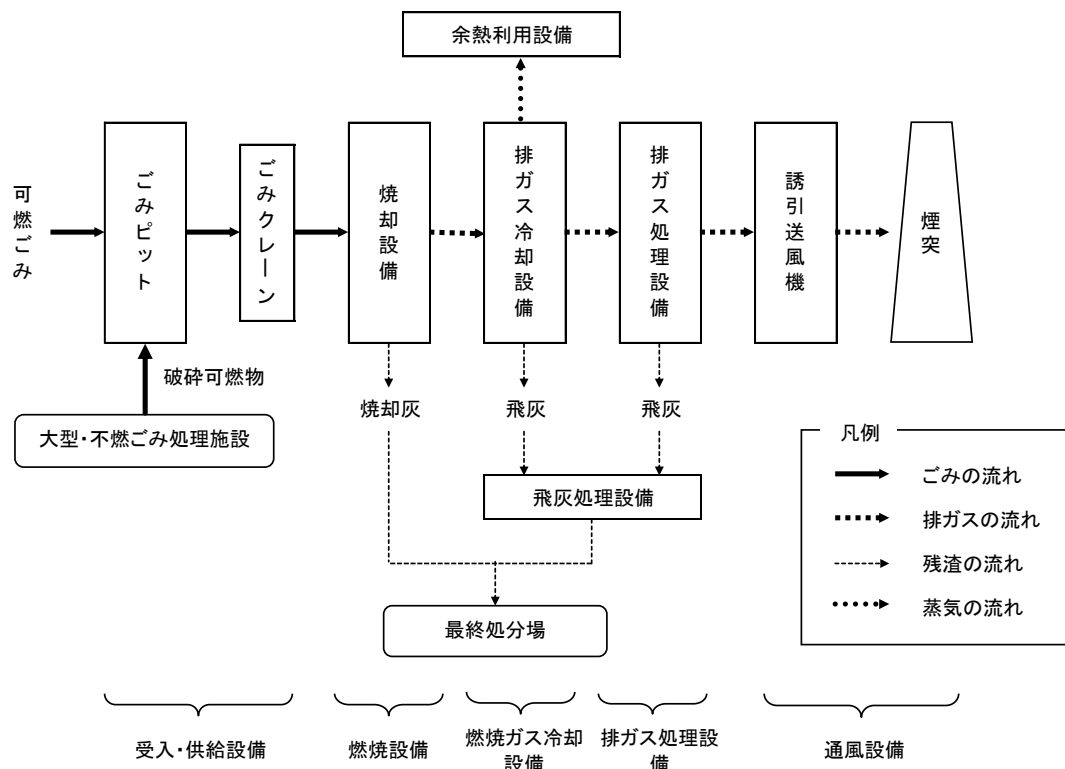 余熱利用設備
可燃ごみ
ごみピット
ごみクレーン
焼却設備
排ガス冷却設備
排ガス処理設備
誘引送風機
煙突
破砕可燃物
大型・不燃ごみ処理施設
焼却灰
飛灰
飛灰
飛灰処理設備
最終処分場
凡例
ごみの流れ
排ガスの流れ
残渣の流れ
蒸気の流れ
受入・供給設備
燃焼設備
燃焼ガス冷却
設備
排ガス処理設
備
通風設備